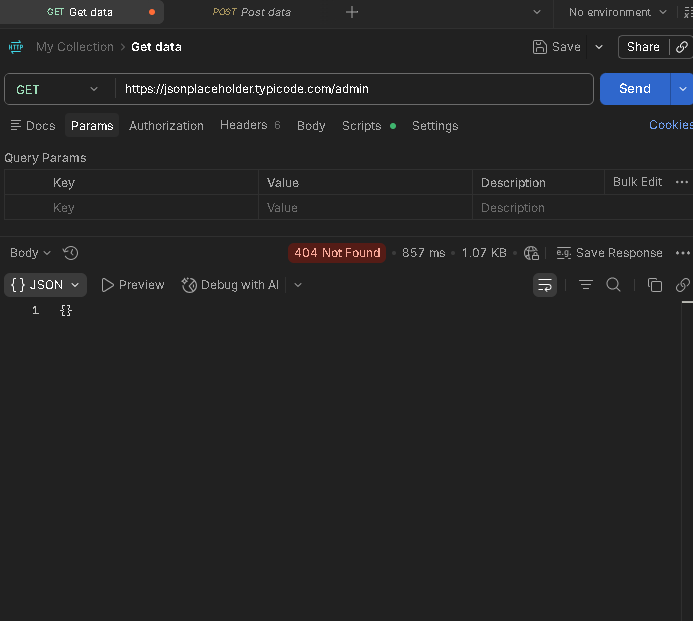 GET Get data POST Post data No environment
HTTP My Collection > Get data Save Share
GET https://jsonplaceholder.typicode.com/admin Send
Docs Params Authorization Headers 6 Body Scripts Settings Cookies
Query Params
Key Value Description Bulk Edit
Key Value Description
Body 404 Not Found 857 ms 1.07 KB e.g. Save Response
{} JSON Preview Debug with AI
1 {}